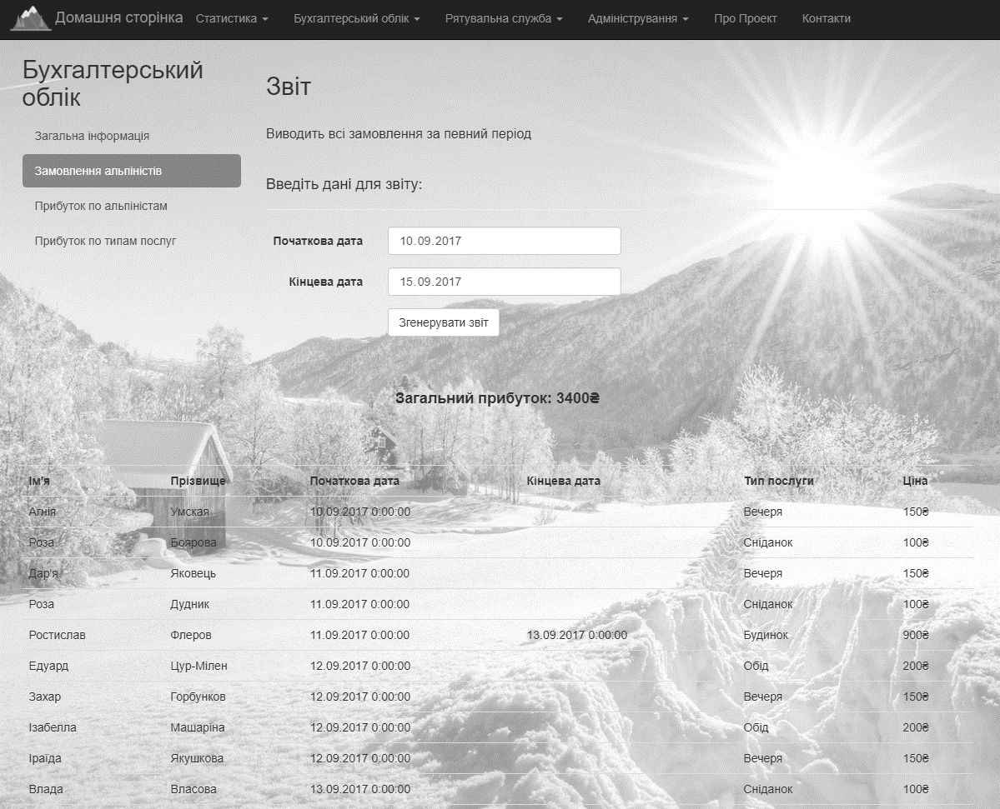 Домашня сторінка Статистика Бухгалтерський облік Рятувальна служба Адміністрування Про Проект Контакти
Бухгалтерський
облік
Загальна інформація
Замовлення альпіністів
Прибуток по альпіністам
Прибуток по типам послуг
Звіт
Виводить всі замовлення за певний період
Введіть дані для звіту:
Початкова дата 10.09.2017
Кінцева дата 15.09.2017
Згенерувати звіт
Загальний прибуток: 3400₴
Ім'я Прізвище Початкова дата Кінцева дата Тип послуги Ціна
Агнія Умская 10.09.2017 0:00:00 Вечеря 150₴
Роза Боярова 10.09.2017 0:00:00 Сніданок 100₴
Дар'я Яковець 11.09.2017 0:00:00 Вечеря 150₴
Роза Дудник 11.09.2017 0:00:00 Сніданок 100₴
Ростислав Флеров 11.09.2017 0:00:00 13.09.2017 0:00:00 Будинок 900₴
Едуард Цур-Мілен 12.09.2017 0:00:00 Обід 200₴
Захар Горбунков 12.09.2017 0:00:00 Вечеря 150₴
Ізабелла Машаріна 12.09.2017 0:00:00 Обід 200₴
Іраїда Якушкова 12.09.2017 0:00:00 Вечеря 150₴
Влада Власова 13.09.2017 0:00:00 Сніданок 100₴